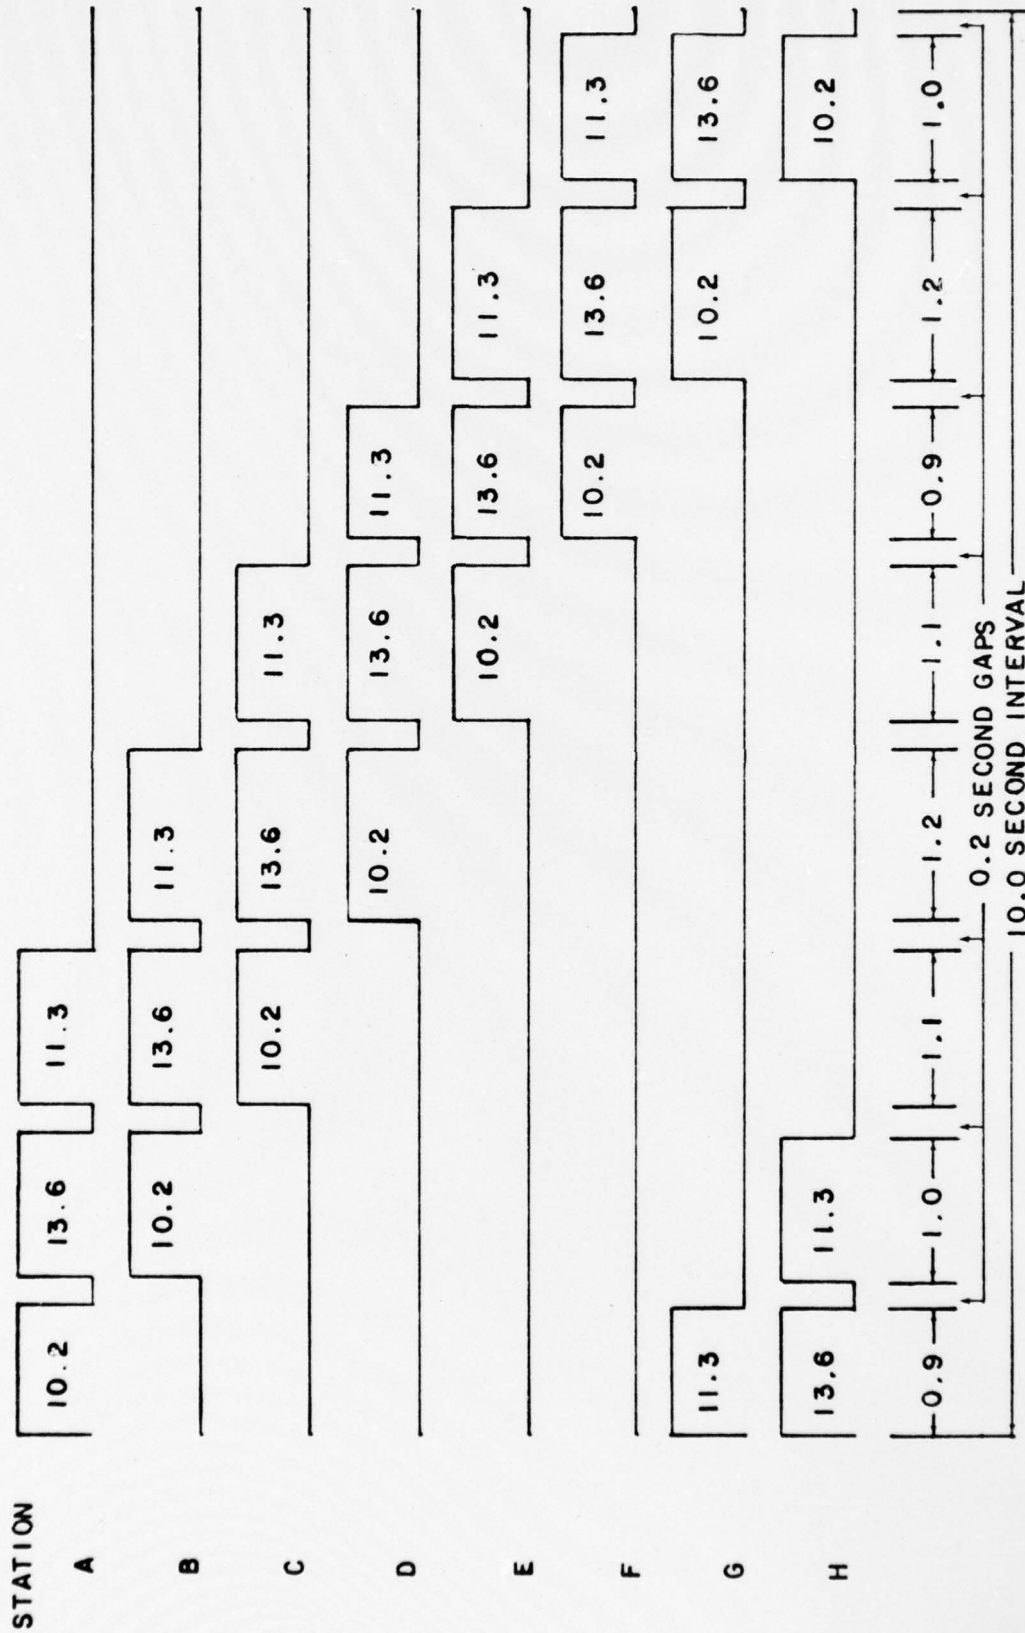 STATION
A 10.2 13.6 11.3
B 10.2 13.6 11.3
C 10.2 13.6 11.3
D 10.2 13.6 11.3
E 10.2 13.6 11.3
F 10.2 13.6 11.3
G 11.3 10.2 13.6
H 13.6 11.3 10.2
0.9 1.0 1.1 1.2 1.1 0.9 1.2 1.0
0.2 SECOND GAPS
10.0 SECOND INTERVAL